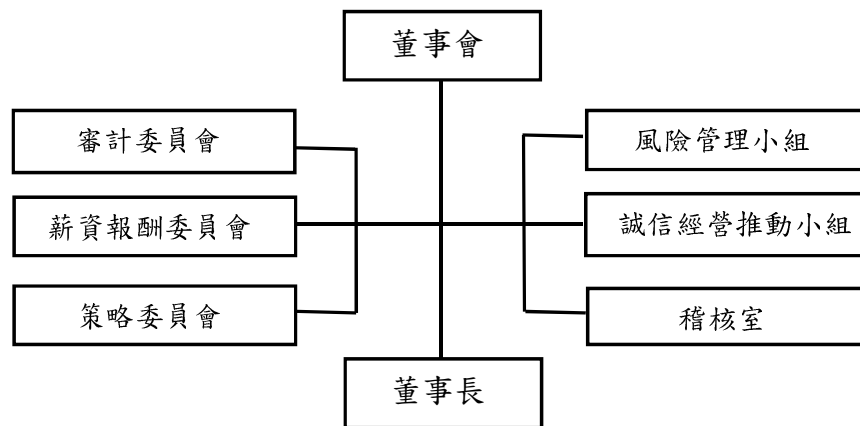 董事會
審計委員會
風險管理小組
薪資報酬委員會
誠信經營推動小組
策略委員會
稽核室
董事長